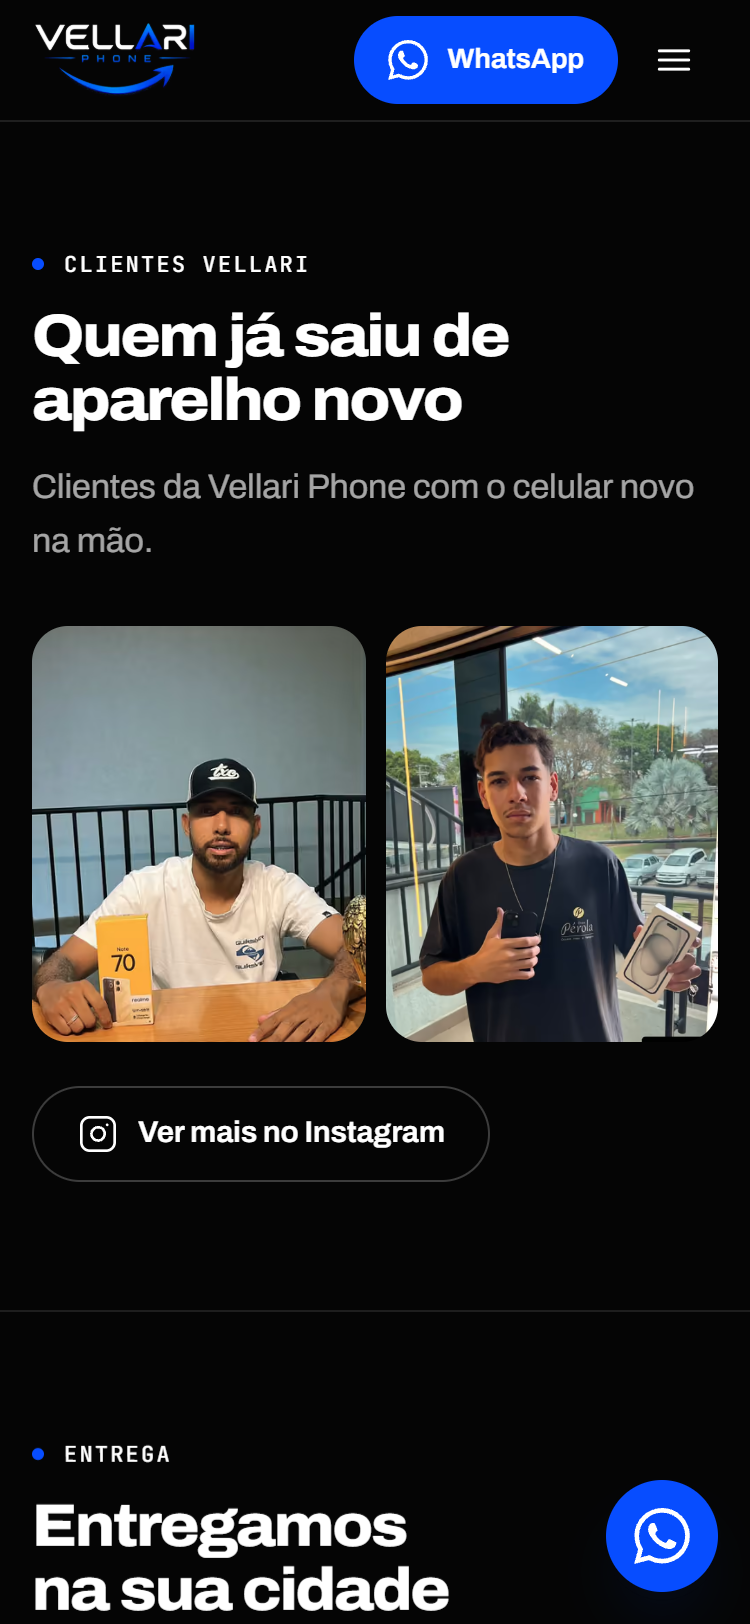 VELLARI
PHONE
WhatsApp
CLIENTES VELLARI
Quem já saiu de
aparelho novo
Clientes da Vellari Phone com o celular novo
na mão.
txc
Note
70
realme
Pérola
Ver mais no Instagram
ENTREGA
Entregamos
na sua cidade